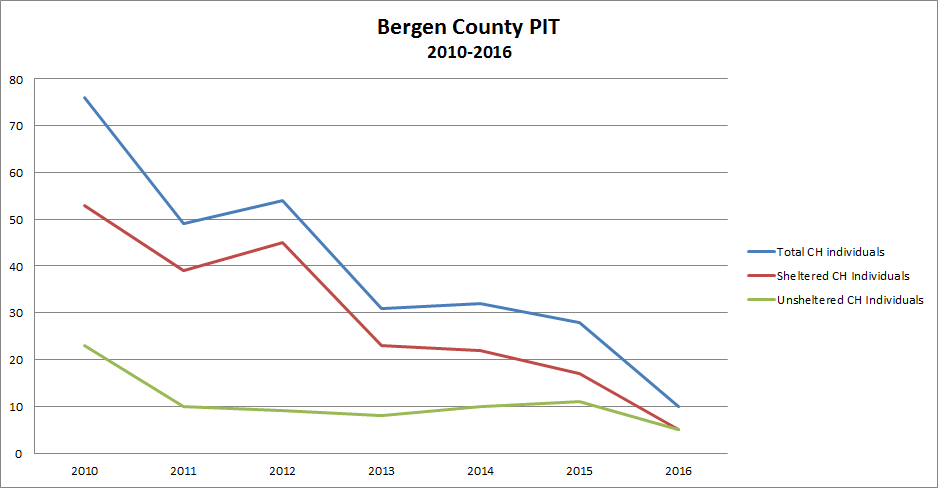 Bergen County PIT
2010-2016
80
70
60
50
40
30
20
10
0
2010 2011 2012 2013 2014 2015 2016
Total CH individuals
Sheltered CH Individuals
Unsheltered CH Individuals